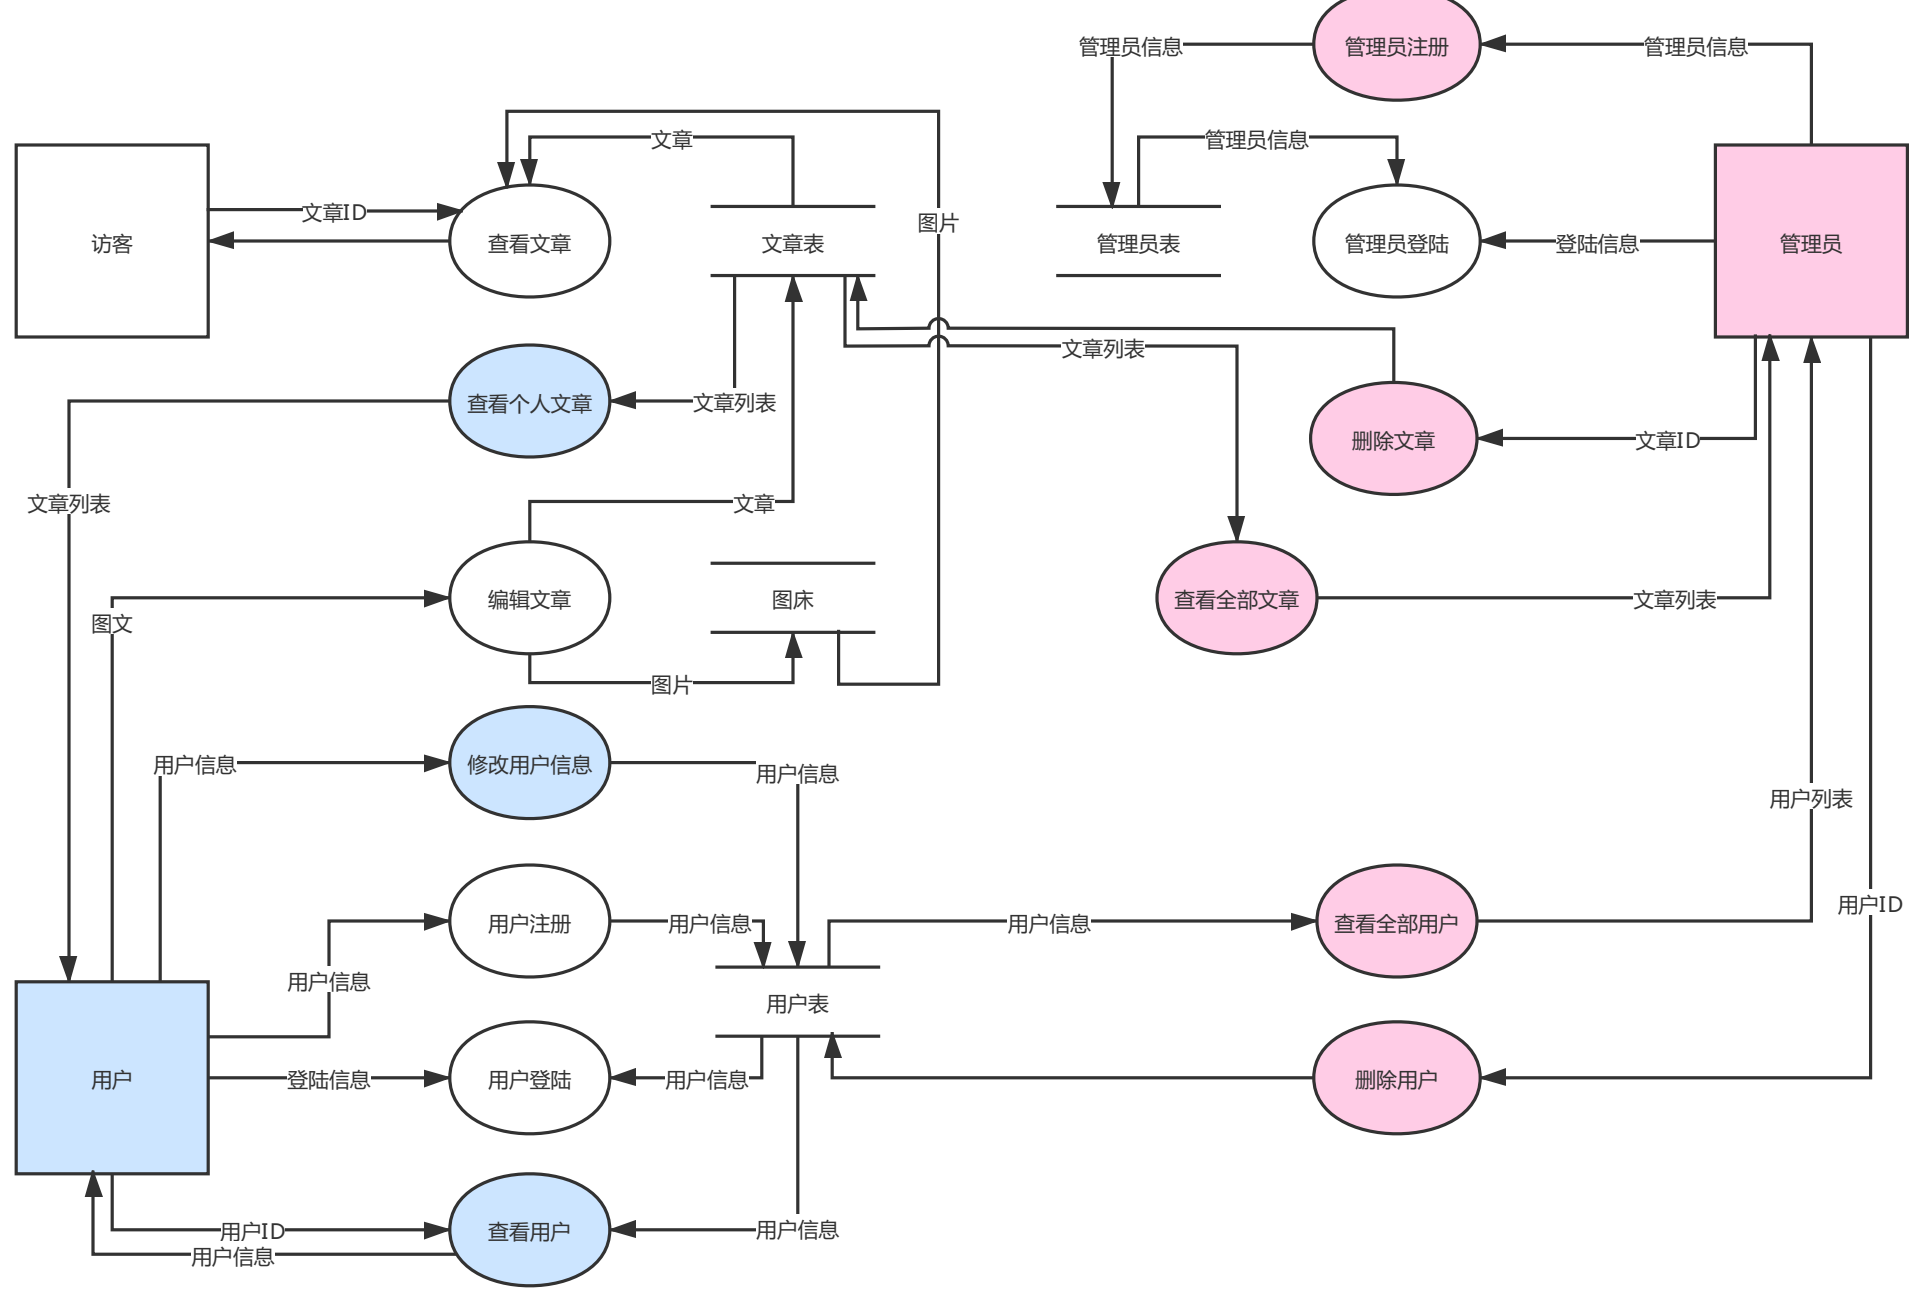 管理员信息
管理员注册
管理员信息
文章
管理员信息
文章ID
图片
访客
查看文章
文章表
管理员表
管理员登陆
登陆信息
管理员
文章列表
查看个人文章
文章列表
删除文章
文章ID
文章列表
文章
图文
编辑文章
图床
查看全部文章
文章列表
图片
用户信息
修改用户信息
用户信息
用户列表
用户ID
用户注册
用户信息
用户信息
查看全部用户
用户信息
用户表
用户
登陆信息
用户登陆
用户信息
删除用户
用户ID
查看用户
用户信息
用户信息